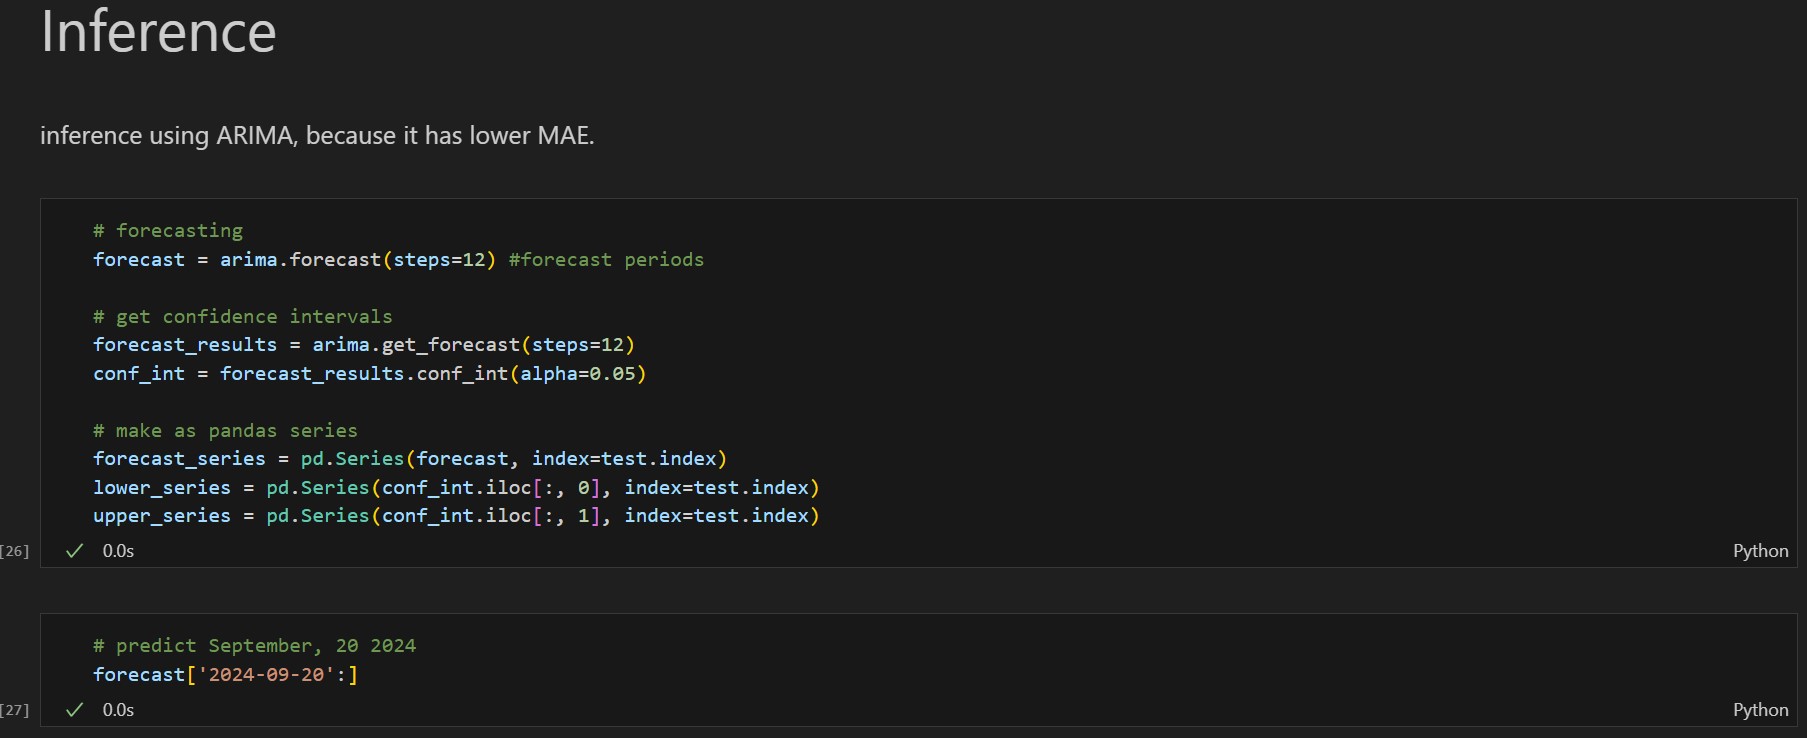 Inference
inference using ARIMA, because it has lower MAE.
# forecasting
forecast = arima.forecast(steps=12) #forecast periods
# get confidence intervals
forecast_results = arima.get_forecast(steps=12)
conf_int = forecast_results.conf_int(alpha=0.05)
# make as pandas series
forecast_series = pd.Series(forecast, index=test.index)
lower_series = pd.Series(conf_int.iloc[:, 0], index=test.index)
upper_series = pd.Series(conf_int.iloc[:, 1], index=test.index)
[26] ✓ 0.0s Python
# predict September, 20 2024
forecast['2024-09-20':]
[27] ✓ 0.0s Python